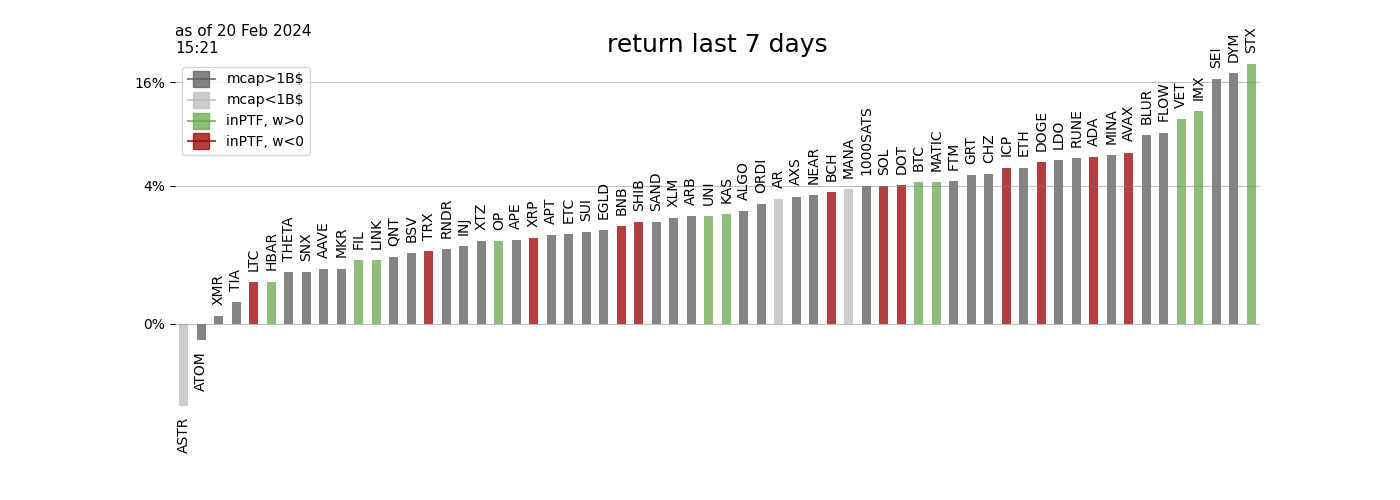 as of 20 Feb 2024
15:21
return last 7 days
mcap>1B$
mcap<1B$
inPTF, w>0
inPTF, w<0
16%
4%
0%
ASTR
ATOM
XMR
TIA
LTC
HBAR
THETA
SNX
AAVE
MKR
FIL
LINK
QNT
BSV
TRX
RNDR
INJ
XTZ
OP
APE
XRP
APT
ETC
SUI
EGLD
BNB
SHIB
SAND
XLM
ARB
UNI
KAS
ALGO
ORDI
AR
AXS
NEAR
BCH
MANA
1000SATS
SOL
DOT
BTC
MATIC
FTM
GRT
CHZ
ICP
ETH
DOGE
LDO
RUNE
ADA
MINA
AVAX
BLUR
FLOW
VET
IMX
SEI
DYM
STX